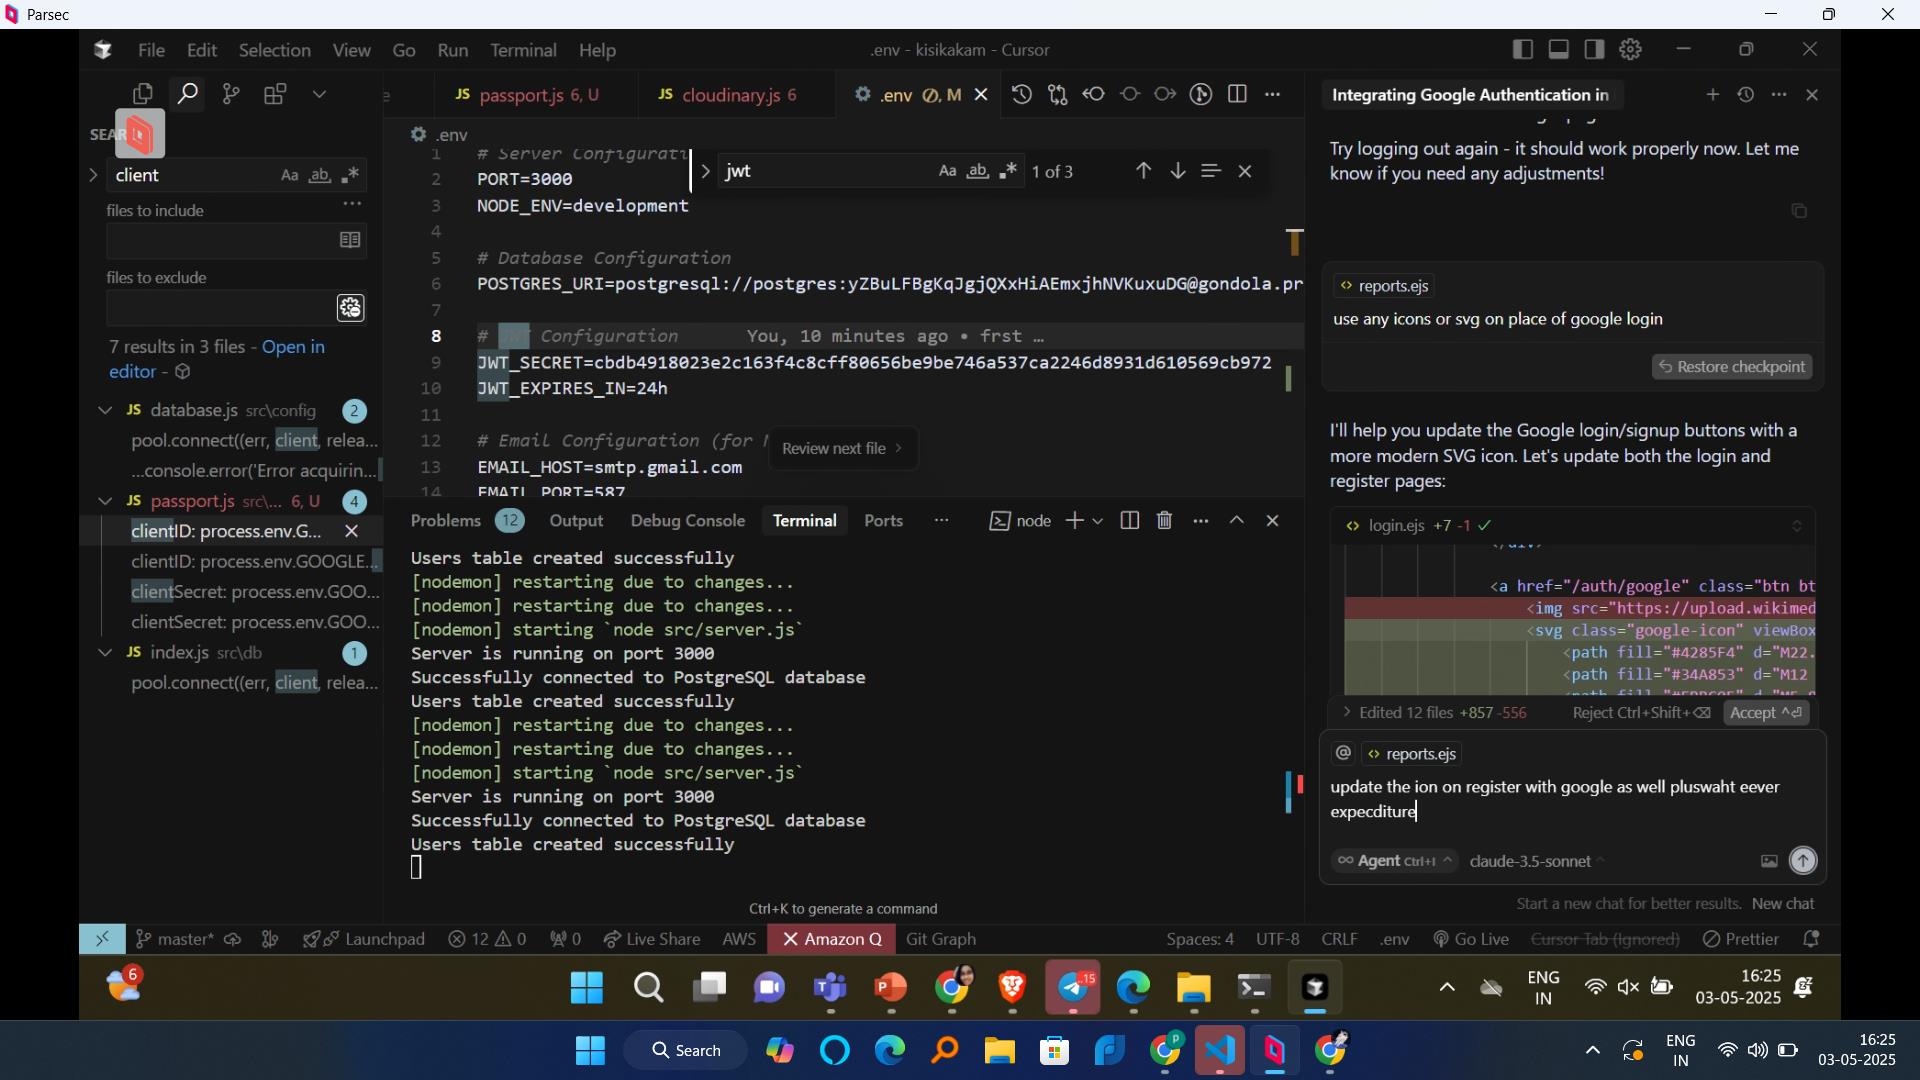 Parsec
File Edit Selection View Go Run Terminal Help
.env - kisikakam - Cursor
JS passport.js 6, U
JS cloudinary.js 6
.env M
Integrating Google Authentication in
SEAR
client
Aa ab
files to include
files to exclude
7 results in 3 files - Open in
editor -
JS database.js src\config 2
pool.connect((err, client, relea...
...console.error('Error acquirin...
JS passport.js src\... 6, U 4
clientID: process.env.G...
clientID: process.env.GOOGLE...
clientSecret: process.env.GOO...
clientSecret: process.env.GOO...
JS index.js src\db 1
pool.connect((err, client, relea...
.env
jwt
Aa ab 1 of 3
1 # Server Configurati
2 PORT=3000
3 NODE_ENV=development
4
5 # Database Configuration
6 POSTGRES_URI=postgresql://postgres:yZBuLFBgKqJgjQXxHiAEmxjhNVKuxuDG@gondola.pr
7
8 # JWT Configuration You, 10 minutes ago • frst …
9 JWT_SECRET=cbdb4918023e2c163f4c8cff80656be9be746a537ca2246d8931d610569cb972
10 JWT_EXPIRES_IN=24h
11
12 # Email Configuration (for
13 EMAIL_HOST=smtp.gmail.com
14 EMAIL_PORT=587
Review next file
Problems 12 Output Debug Console Terminal Ports
node
Users table created successfully
[nodemon] restarting due to changes...
[nodemon] restarting due to changes...
[nodemon] starting `node src/server.js`
Server is running on port 3000
Successfully connected to PostgreSQL database
Users table created successfully
[nodemon] restarting due to changes...
[nodemon] restarting due to changes...
[nodemon] starting `node src/server.js`
Server is running on port 3000
Successfully connected to PostgreSQL database
Users table created successfully
Ctrl+K to generate a command
Try logging out again - it should work properly now. Let me
know if you need any adjustments!
reports.ejs
use any icons or svg on place of google login
Restore checkpoint
I'll help you update the Google login/signup buttons with a
more modern SVG icon. Let's update both the login and
register pages:
login.ejs +7 -1
</div>
<a href="/auth/google" class="btn bt
<img src="https://upload.wikimed
<svg class="google-icon" viewBox
<path fill="#4285F4" d="M22.
<path fill="#34A853" d="M12
Edited 12 files +857 -556 Reject Ctrl+Shift+ Accept
@ reports.ejs
update the ion on register with google as well pluswaht eever
expecditure
Agent Ctrl+I claude-3.5-sonnet
Start a new chat for better results. New chat
master* Launchpad 12 0 0 Live Share AWS Amazon Q Git Graph
Spaces: 4 UTF-8 CRLF .env Go Live Cursor Tab (Ignored) Prettier
6
15
ENG
IN
16:25
03-05-2025
Search
ENG
IN
16:25
03-05-2025